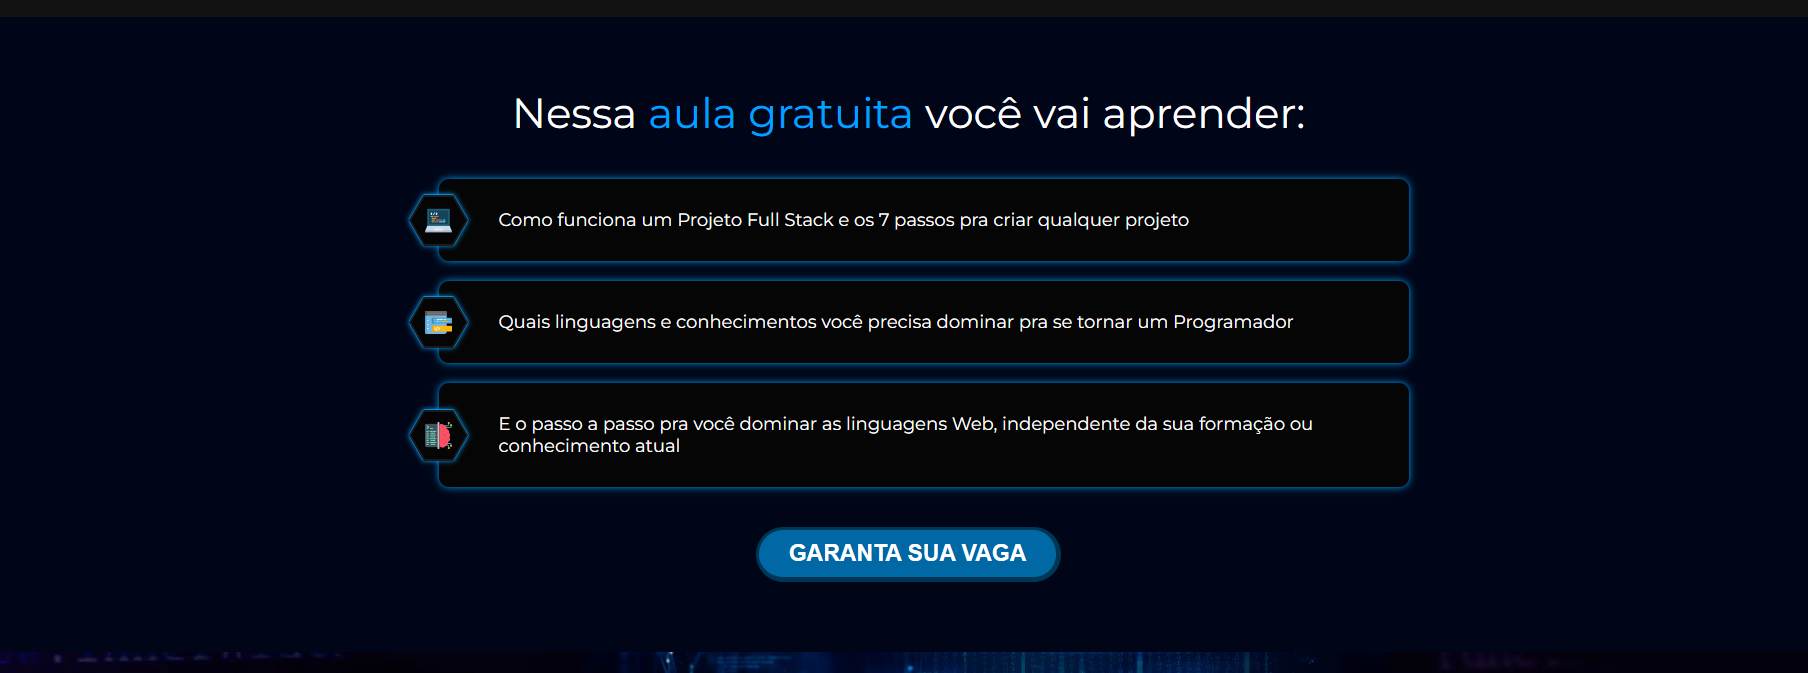 Nessa aula gratuita você vai aprender:
Como funciona um Projeto Full Stack e os 7 passos pra criar qualquer projeto
Quais linguagens e conhecimentos você precisa dominar pra se tornar um Programador
E o passo a passo pra você dominar as linguagens Web, independente da sua formação ou
conhecimento atual
GARANTA SUA VAGA